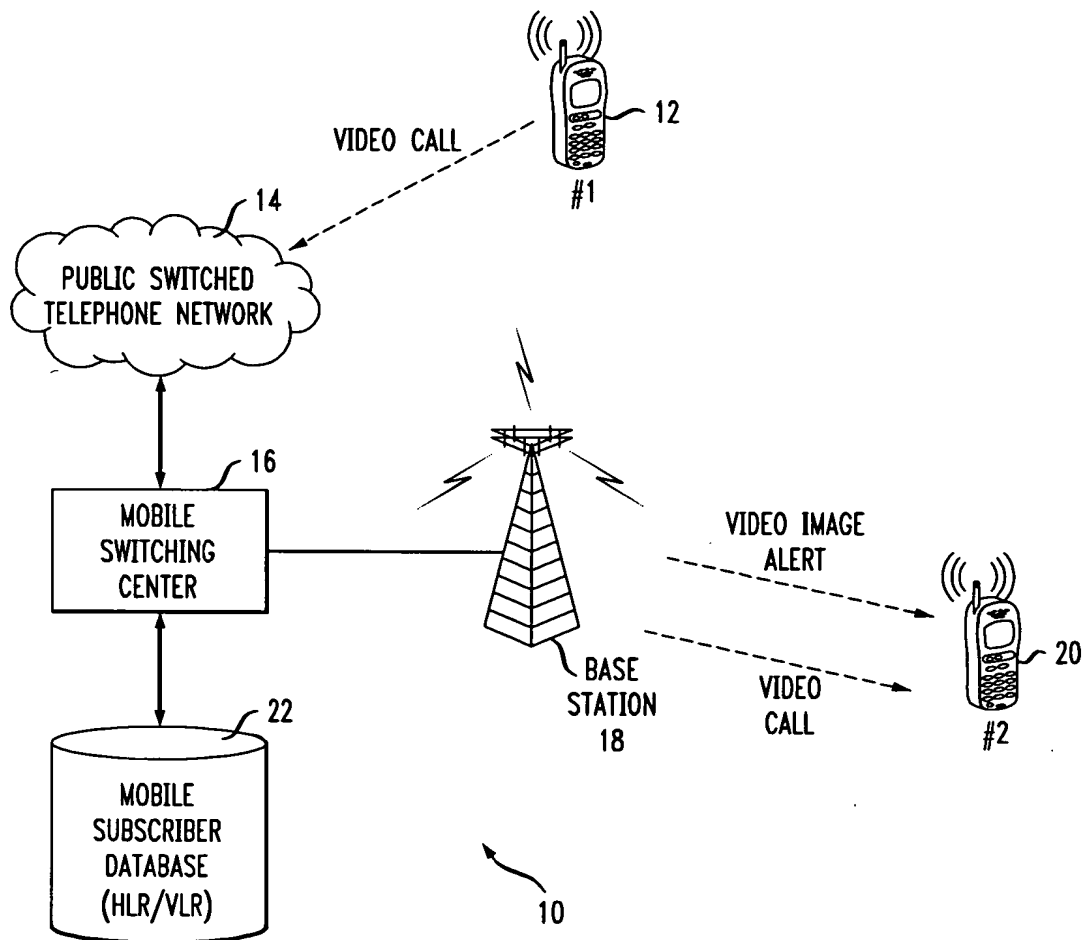 12
VIDEO CALL
#1
14
PUBLIC SWITCHED
TELEPHONE NETWORK
16
MOBILE
SWITCHING
CENTER
VIDEO IMAGE
ALERT
20
BASE
STATION
18
VIDEO
CALL
#2
22
MOBILE
SUBSCRIBER
DATABASE
(HLR/VLR)
10